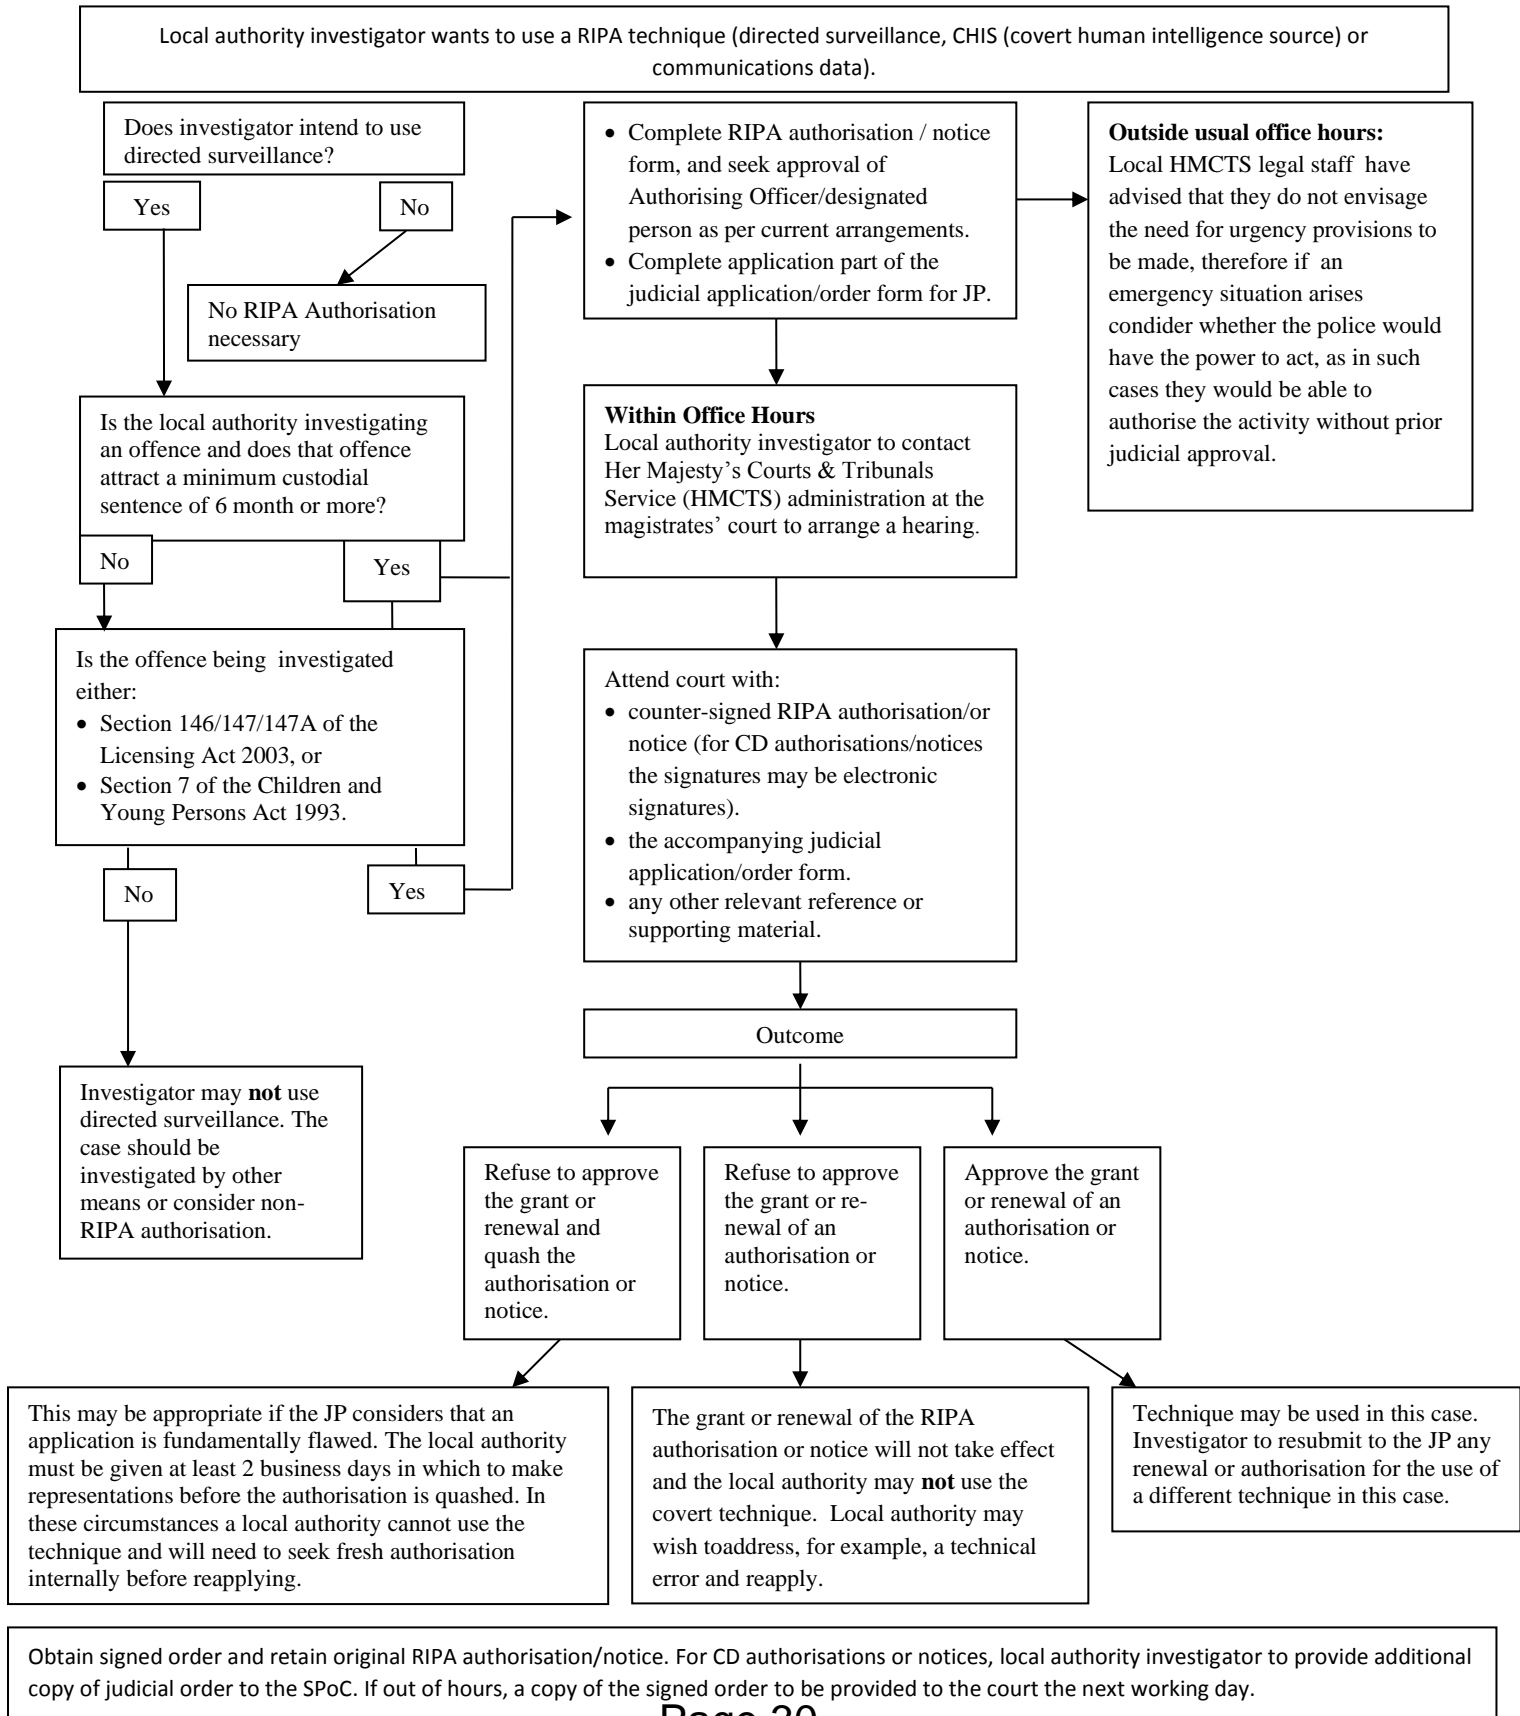 Local authority investigator wants to use a RIPA technique (directed surveillance, CHIS (covert human intelligence source) or
communications data).
Does investigator intend to use
directed surveillance?
Yes
No
No RIPA Authorisation
necessary
Is the local authority investigating
an offence and does that offence
attract a minimum custodial
sentence of 6 month or more?
No
Yes
Is the offence being investigated
either:
• Section 146/147/147A of the
Licensing Act 2003, or
• Section 7 of the Children and
Young Persons Act 1993.
No
Yes
Investigator may not use
directed surveillance. The
case should be
investigated by other
means or consider non-
RIPA authorisation.
• Complete RIPA authorisation / notice
form, and seek approval of
Authorising Officer/designated
person as per current arrangements.
• Complete application part of the
judicial application/order form for JP.
Outside usual office hours:
Local HMCTS legal staff have
advised that they do not envisage
the need for urgency provisions to
be made, therefore if an
emergency situation arises
condider whether the police would
have the power to act, as in such
cases they would be able to
authorise the activity without prior
judicial approval.
Within Office Hours
Local authority investigator to contact
Her Majesty's Courts & Tribunals
Service (HMCTS) administration at the
magistrates' court to arrange a hearing.
Attend court with:
• counter-signed RIPA authorisation/or
notice (for CD authorisations/notices
the signatures may be electronic
signatures).
• the accompanying judicial
application/order form.
• any other relevant reference or
supporting material.
Outcome
Refuse to approve
the grant or
renewal and
quash the
authorisation or
notice.
Refuse to approve
the grant or re-
newal of an
authorisation or
notice.
Approve the grant
or renewal of an
authorisation or
notice.
This may be appropriate if the JP considers that an
application is fundamentally flawed. The local authority
must be given at least 2 business days in which to make
representations before the authorisation is quashed. In
these circumstances a local authority cannot use the
technique and will need to seek fresh authorisation
internally before reapplying.
The grant or renewal of the RIPA
authorisation or notice will not take effect
and the local authority may not use the
covert technique. Local authority may
wish toaddress, for example, a technical
error and reapply.
Technique may be used in this case.
Investigator to resubmit to the JP any
renewal or authorisation for the use of
a different technique in this case.
Obtain signed order and retain original RIPA authorisation/notice. For CD authorisations or notices, local authority investigator to provide additional
copy of judicial order to the SPoC. If out of hours, a copy of the signed order to be provided to the court the next working day.
Page 30